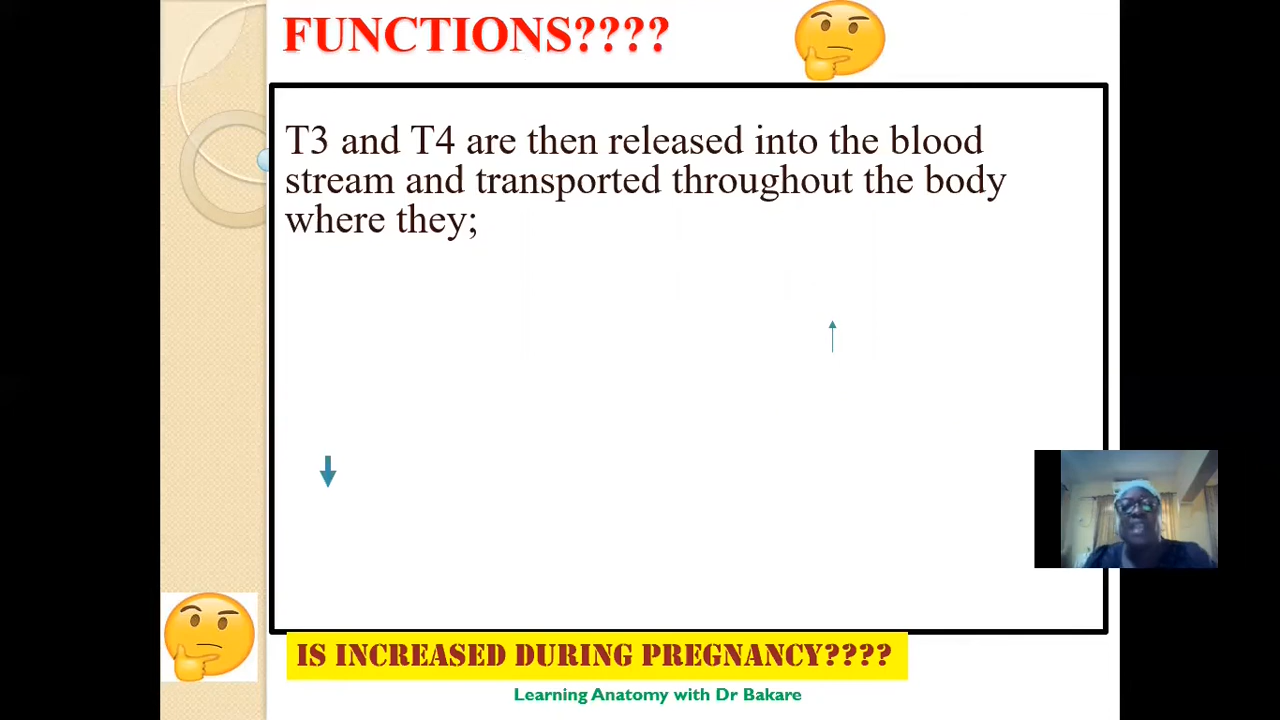 FUNCTIONS????
T3 and T4 are then released into the blood
stream and transported throughout the body
where they;
IS INCREASED DURING PREGNANCY????
Learning Anatomy with Dr Bakare